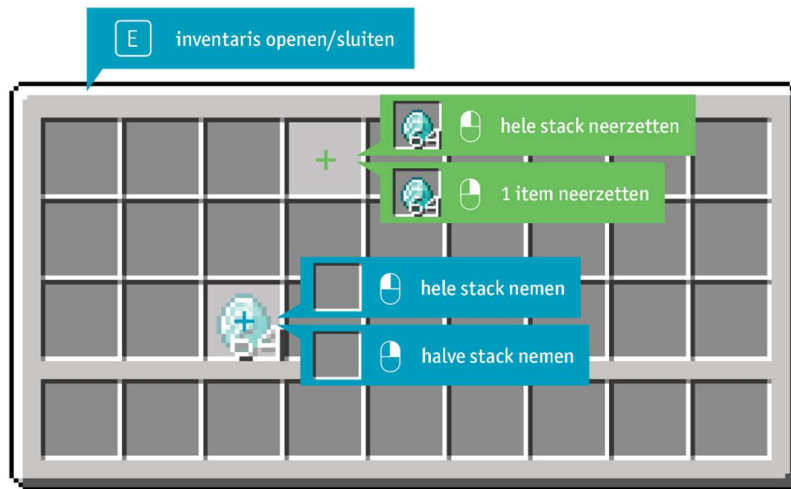 E inventaris openen/sluiten
hele stack neerzetten
1 item neerzetten
hele stack nemen
halve stack nemen